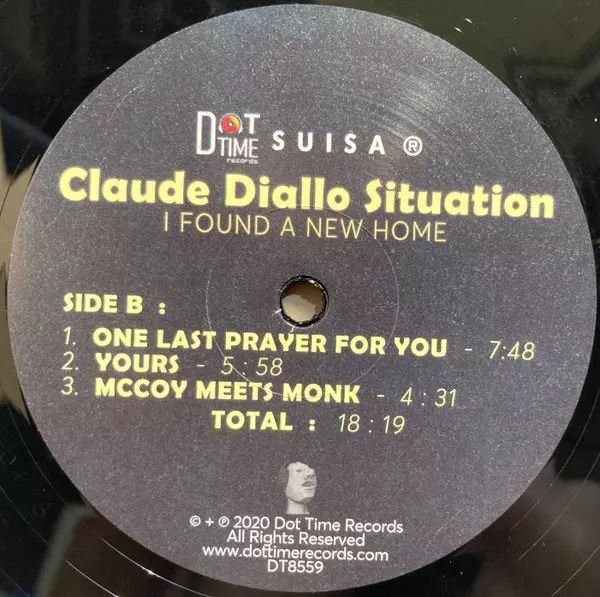 DOT
TIME
records
SUISA ®
Claude Diallo Situation
I FOUND A NEW HOME
SIDE B :
1. ONE LAST PRAYER FOR YOU - 7:48
2. YOURS - 5 : 58
3. MCCOY MEETS MONK - 4 : 31
TOTAL : 18 : 19
© + ℗ 2020 Dot Time Records
All Rights Reserved
www.dottimerecords.com
DT8559